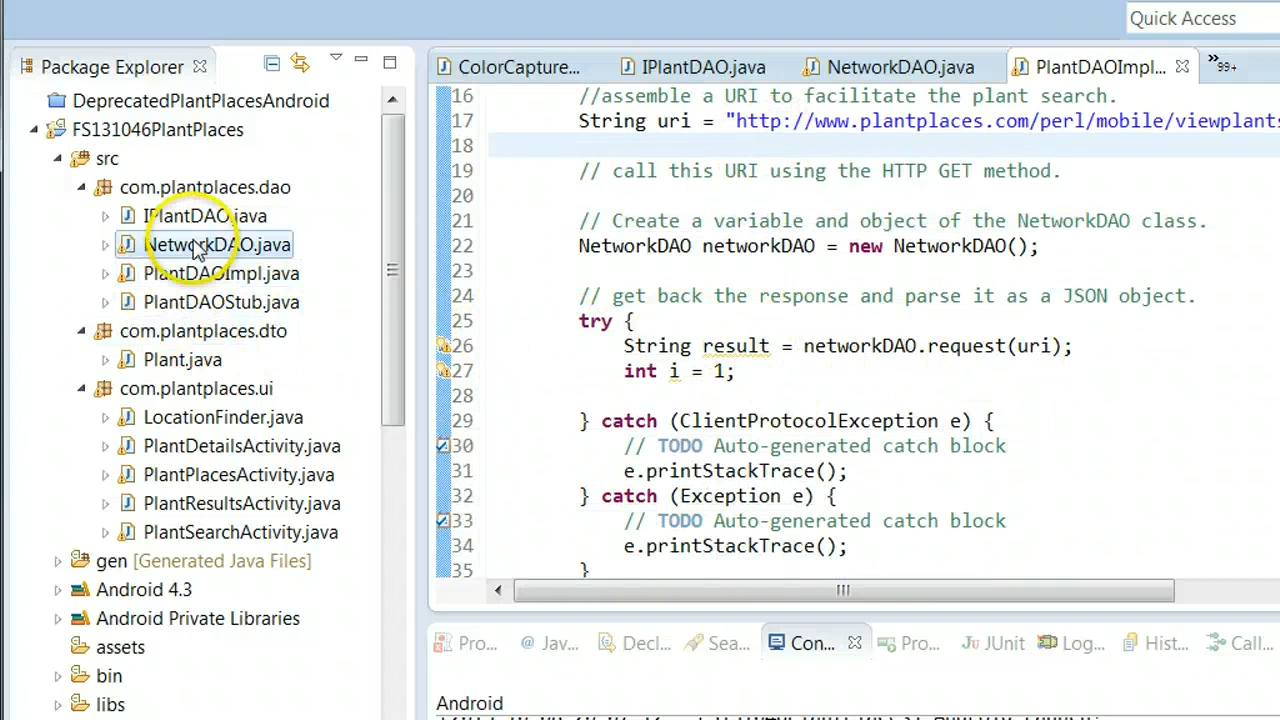 Quick Access
Package Explorer
DeprecatedPlantPlacesAndroid
FS131046PlantPlaces
src
com.plantplaces.dao
IPlantDAO.java
NetworkDAO.java
PlantDAOImpl.java
PlantDAOStub.java
com.plantplaces.dto
Plant.java
com.plantplaces.ui
LocationFinder.java
PlantDetailsActivity.java
PlantPlacesActivity.java
PlantResultsActivity.java
PlantSearchActivity.java
gen [Generated Java Files]
Android 4.3
Android Private Libraries
assets
bin
libs
ColorCapture... IPlantDAO.java NetworkDAO.java PlantDAOImpl... »99+
16 //assemble a URI to facilitate the plant search.
17 String uri = "http://www.plantplaces.com/perl/mobile/viewplants
18
19 // call this URI using the HTTP GET method.
20
21 // Create a variable and object of the NetworkDAO class.
22 NetworkDAO networkDAO = new NetworkDAO();
23
24 // get back the response and parse it as a JSON object.
25 try {
26 String result = networkDAO.request(uri);
27 int i = 1;
28
29 } catch (ClientProtocolException e) {
30 // TODO Auto-generated catch block
31 e.printStackTrace();
32 } catch (Exception e) {
33 // TODO Auto-generated catch block
34 e.printStackTrace();
35 }
Pro... @ Jav... Decl... Sea... Con... Pro... JUnit Log... Hist... Call...
Android